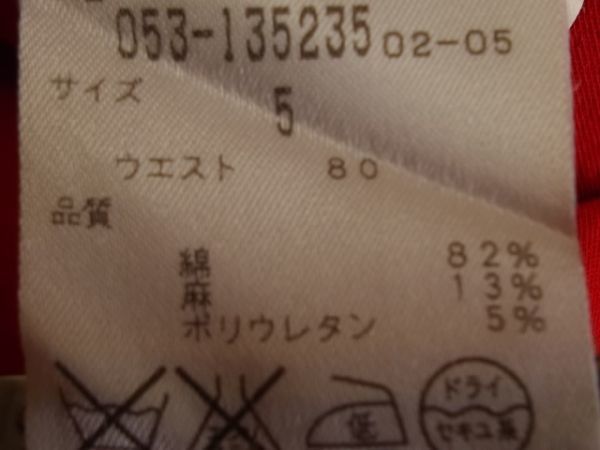 053-135235 02-05
サイズ 5
ウエスト 80
品質
綿 82%
麻 13%
ポリウレタン 5%
低 ドライ
セキユ系